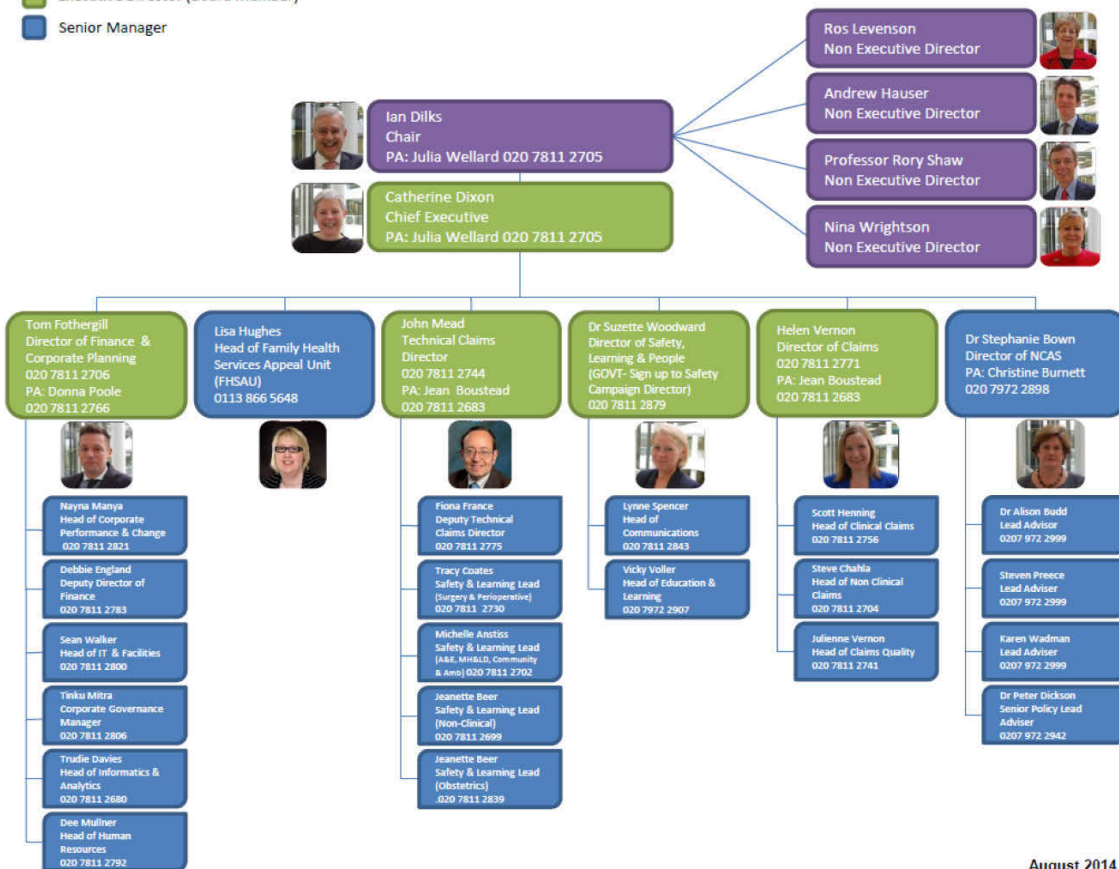 Executive Director (Board Member)
Senior Manager
Ros Levenson
Non Executive Director
Andrew Hauser
Non Executive Director
Ian Dilks
Chair
PA: Julia Wellard 020 7811 2705
Professor Rory Shaw
Non Executive Director
Catherine Dixon
Chief Executive
PA: Julia Wellard 020 7811 2705
Nina Wrightson
Non Executive Director
Tom Fothergill
Director of Finance &
Corporate Planning
020 7811 2706
PA: Donna Poole
020 7811 2766
Lisa Hughes
Head of Family Health
Services Appeal Unit
(FHSAU)
0113 866 5648
John Mead
Technical Claims
Director
020 7811 2744
PA: Jean Boustead
020 7811 2683
Dr Suzette Woodward
Director of Safety,
Learning & People
(GOVT- Sign up to Safety
Campaign Director)
020 7811 2879
Helen Vernon
Director of Claims
020 7811 2771
PA: Jean Boustead
020 7811 2683
Dr Stephanie Bown
Director of NCAS
PA: Christine Burnett
020 7972 2898
Nayna Manya
Head of Corporate
Performance & Change
020 7811 2821
Debbie England
Deputy Director of
Finance
020 7811 2783
Sean Walker
Head of IT & Facilities
020 7811 2800
Tinku Mitra
Corporate Governance
Manager
020 7811 2806
Trudie Davies
Head of Informatics &
Analytics
020 7811 2680
Dee Mullner
Head of Human
Resources
020 7811 2792
Fiona France
Deputy Technical
Claims Director
020 7811 2775
Tracy Coates
Safety & Learning Lead
(Surgery & Perioperative)
020 7811 2730
Michelle Anstiss
Safety & Learning Lead
(A&E, MH&LD, Community
& Amb) 020 7811 2702
Jeanette Beer
Safety & Learning Lead
(Non-Clinical)
020 7811 2699
Jeanette Beer
Safety & Learning Lead
(Obstetrics)
.020 7811 2839
Lynne Spencer
Head of
Communications
020 7811 2843
Vicky Voller
Head of Education &
Learning
020 7972 2907
Scott Henning
Head of Clinical Claims
020 7811 2756
Steve Chahla
Head of Non Clinical
Claims
020 7811 2704
Julienne Vernon
Head of Claims Quality
020 7811 2741
Dr Alison Budd
Lead Advisor
0207 972 2999
Steven Preece
Lead Adviser
0207 972 2999
Karen Wadman
Lead Adviser
0207 972 2999
Dr Peter Dickson
Senior Policy Lead
Adviser
0207 972 2942
August 2014